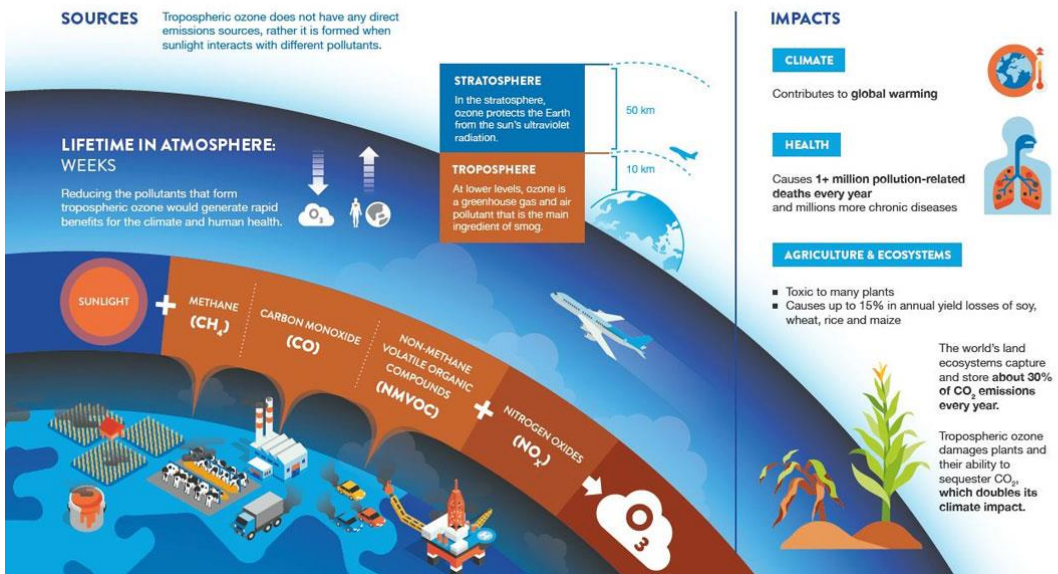 SOURCES
Tropospheric ozone does not have any direct
emissions sources, rather it is formed when
sunlight interacts with different pollutants.
LIFETIME IN ATMOSPHERE:
WEEKS
Reducing the pollutants that form
tropospheric ozone would generate rapid
benefits for the climate and human health.
O₃
STRATOSPHERE
In the stratosphere,
ozone protects the Earth
from the sun's ultraviolet
radiation.
50 km
TROPOSPHERE
At lower levels, ozone is
a greenhouse gas and air
pollutant that is the main
ingredient of smog.
10 km
SUNLIGHT
+
METHANE
(CH₄)
CARBON MONOXIDE
(CO)
NON-METHANE
VOLATILE ORGANIC
COMPOUNDS
(NMVOC)
+
NITROGEN OXIDES
(NOₓ)
O₃
IMPACTS
CLIMATE
Contributes to global warming
HEALTH
Causes 1+ million pollution-related
deaths every year
and millions more chronic diseases
AGRICULTURE & ECOSYSTEMS
▪ Toxic to many plants
▪ Causes up to 15% in annual yield losses of soy,
wheat, rice and maize
The world's land
ecosystems capture
and store about 30%
of CO₂ emissions
every year.
Tropospheric ozone
damages plants and
their ability to
sequester CO₂,
which doubles its
climate impact.